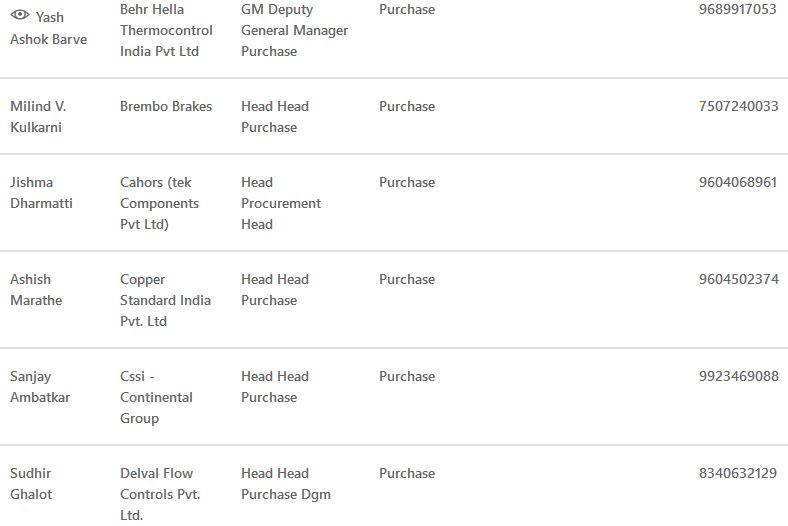 Yash Ashok Barve	Behr Hella Thermocontrol India Pvt Ltd	GM Deputy General Manager Purchase	Purchase	9689917053
Milind V. Kulkarni	Brembo Brakes	Head Head Purchase	Purchase	7507240033
Jishma Dharmatti	Cahors (tek Components Pvt Ltd)	Head Procurement Head	Purchase	9604068961
Ashish Marathe	Copper Standard India Pvt. Ltd	Head Head Purchase	Purchase	9604502374
Sanjay Ambatkar	Cssi - Continental Group	Head Head Purchase	Purchase	9923469088
Sudhir Ghalot	Delval Flow Controls Pvt. Ltd.	Head Head Purchase Dgm	Purchase	8340632129